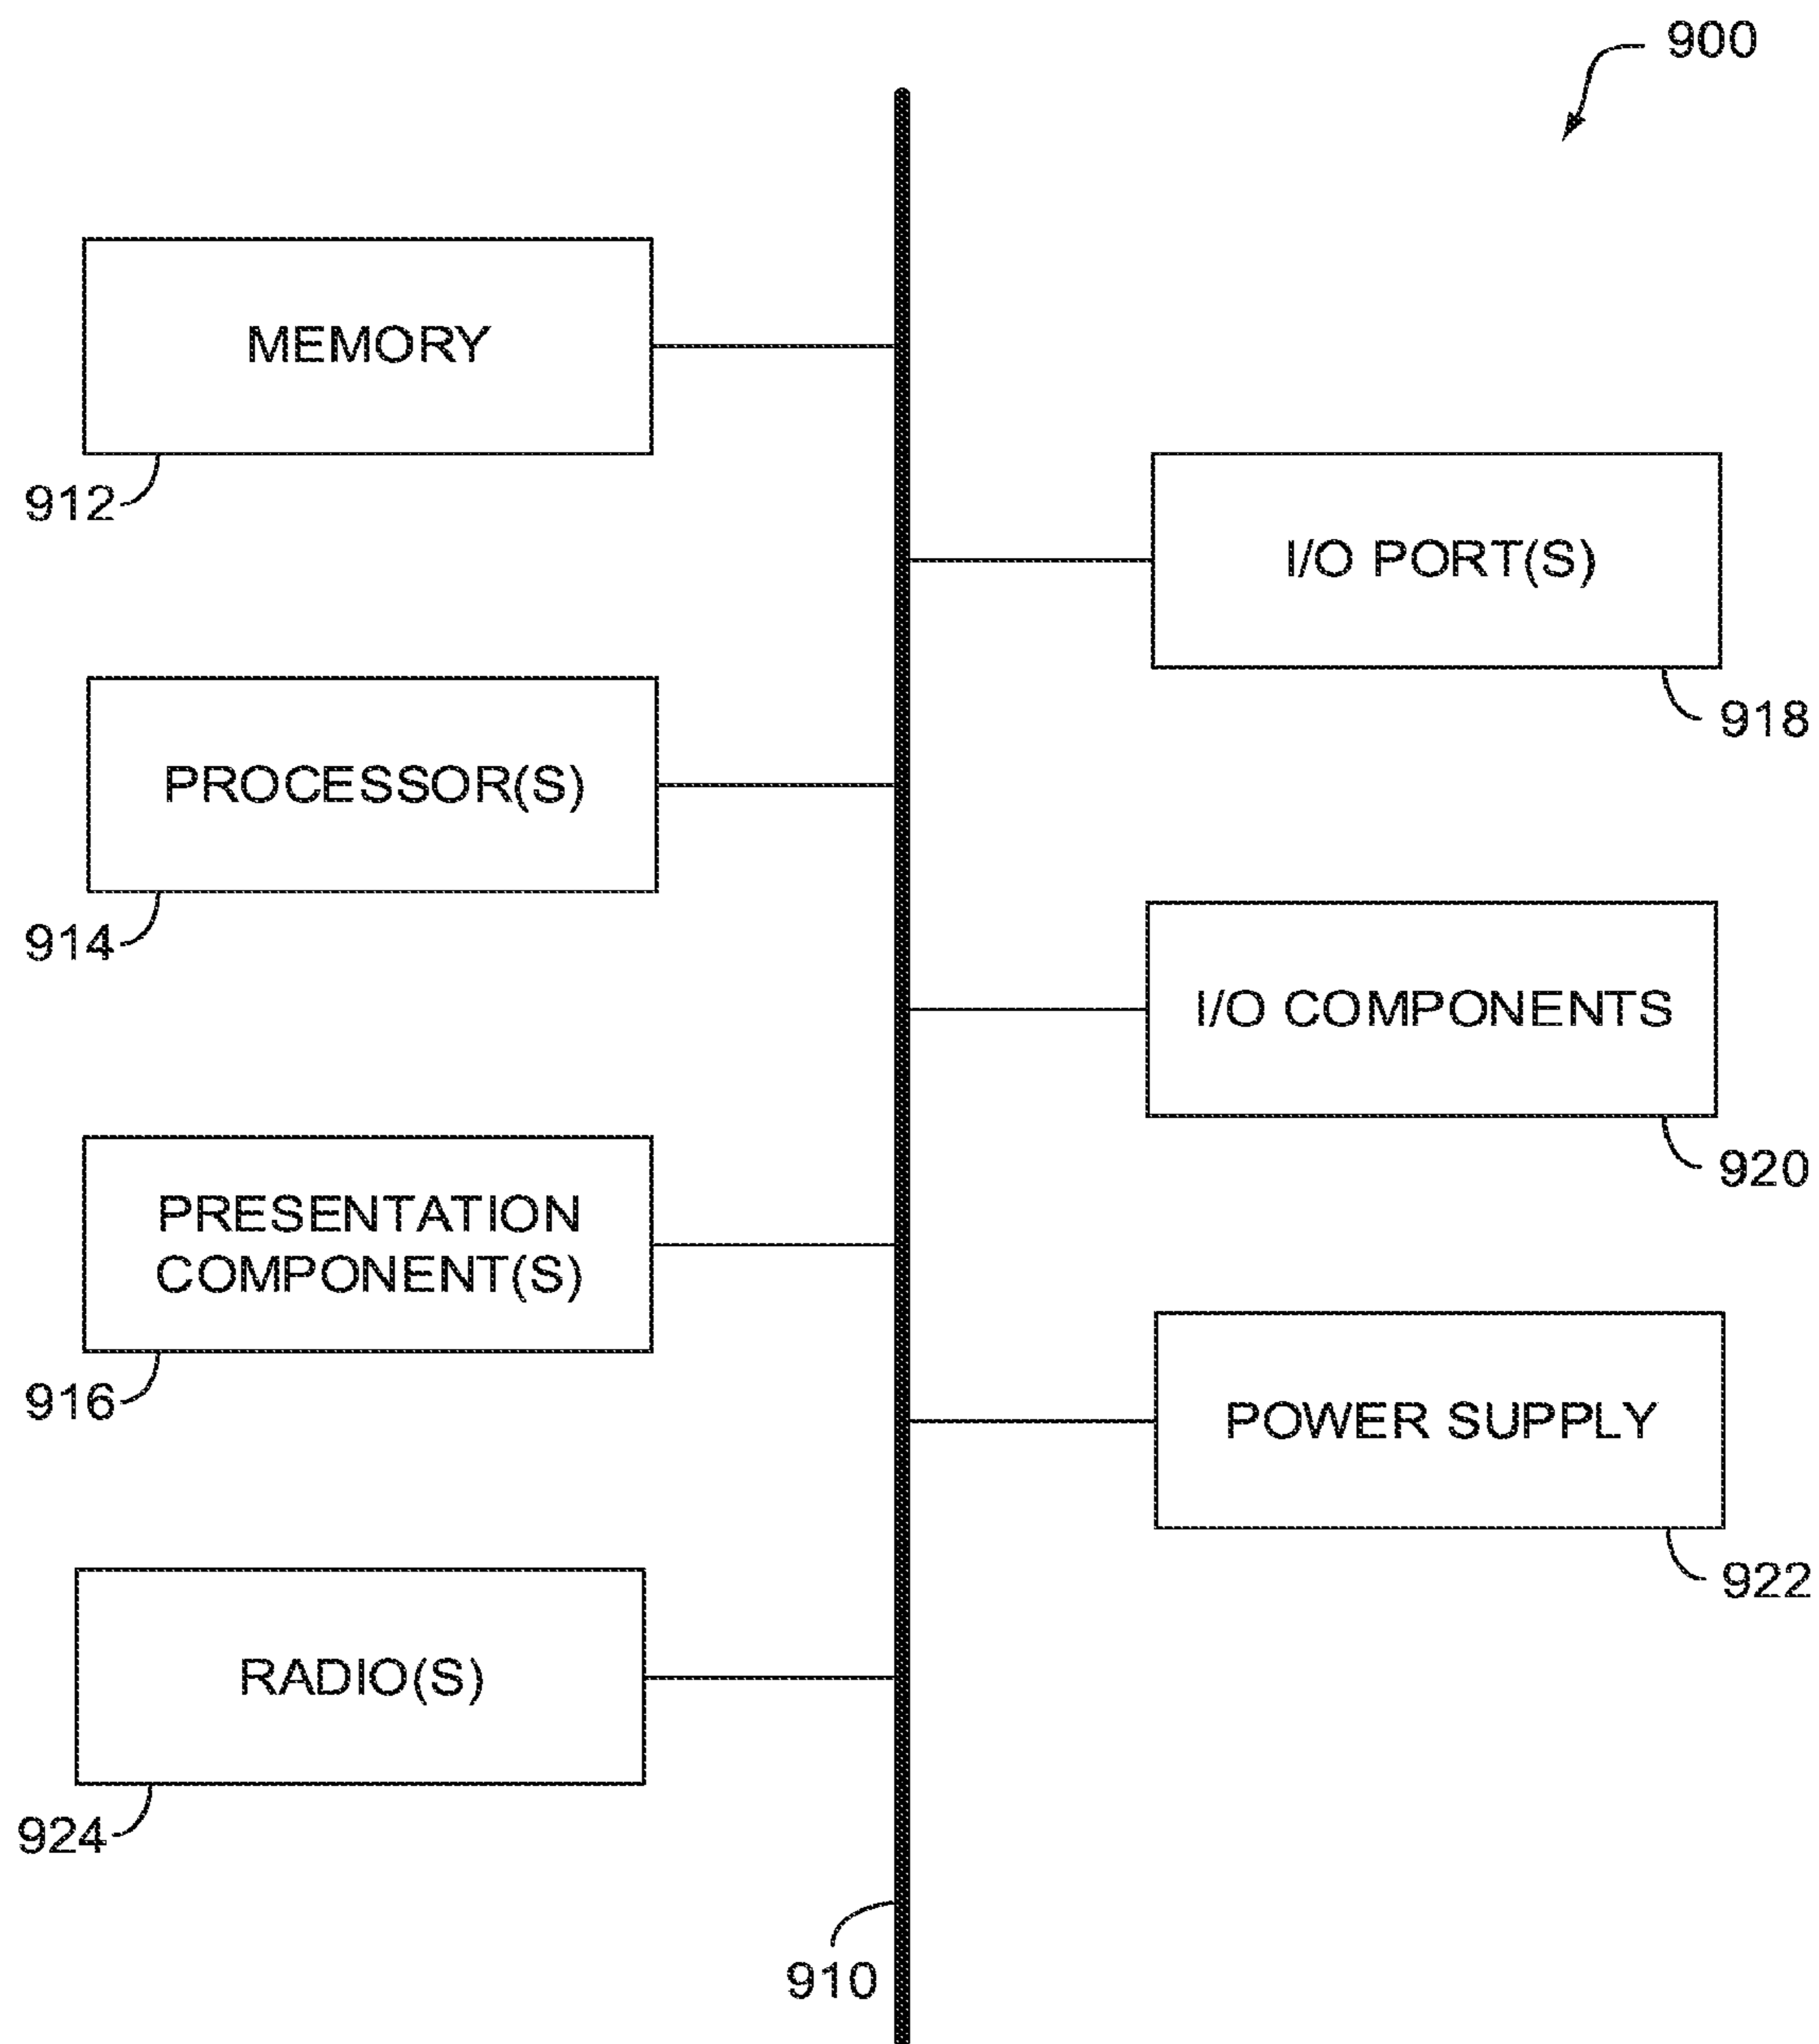 900
MEMORY
912
I/O PORT(S)
918
PROCESSOR(S)
914
I/O COMPONENTS
920
PRESENTATION
COMPONENT(S)
916
POWER SUPPLY
922
RADIO(S)
924
910